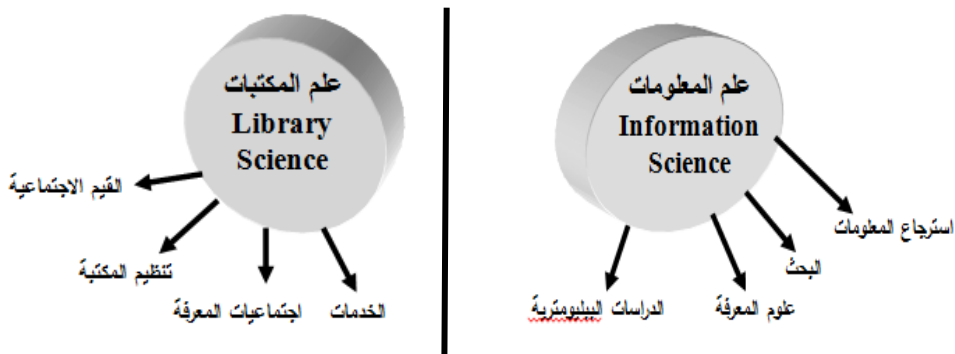 علم المكتبات
Library
Science
القيم الاجتماعية
تنظيم المكتبة
اجتماعيات المعرفة
الخدمات
علم المعلومات
Information
Science
استرجاع المعلومات
البحث
علوم المعرفة
الدراسات الببليومترية